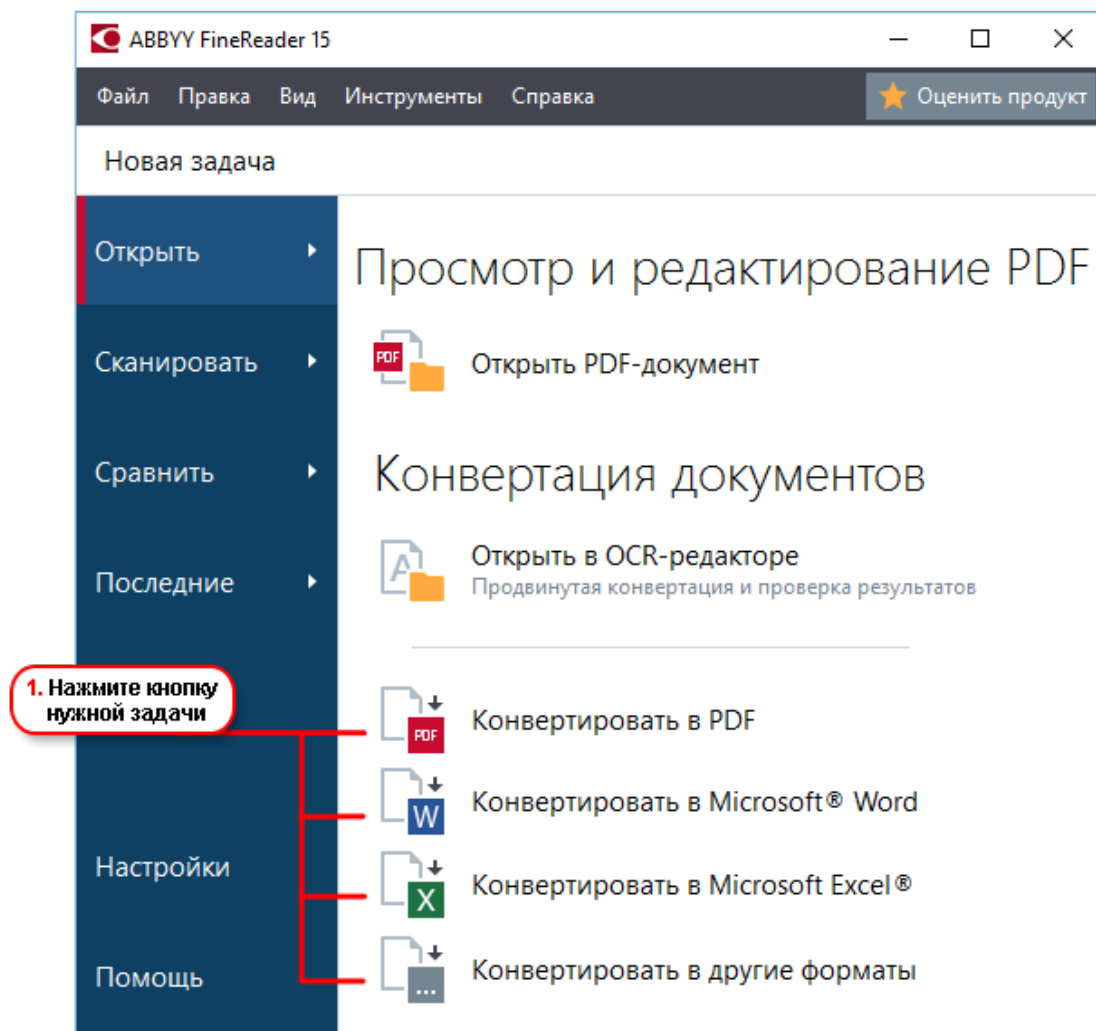 ABBYY FineReader 15
Файл Правка Вид Инструменты Справка Оценить продукт
Новая задача
Открыть
Сканировать
Сравнить
Последние
1. Нажмите кнопку
нужной задачи
Настройки
Помощь
Просмотр и редактирование PDF
PDF
Открыть PDF-документ
Конвертация документов
A
Открыть в OCR-редакторе
Продвинутая конвертация и проверка результатов
PDF
Конвертировать в PDF
W
Конвертировать в Microsoft® Word
X
Конвертировать в Microsoft Excel®
...
Конвертировать в другие форматы